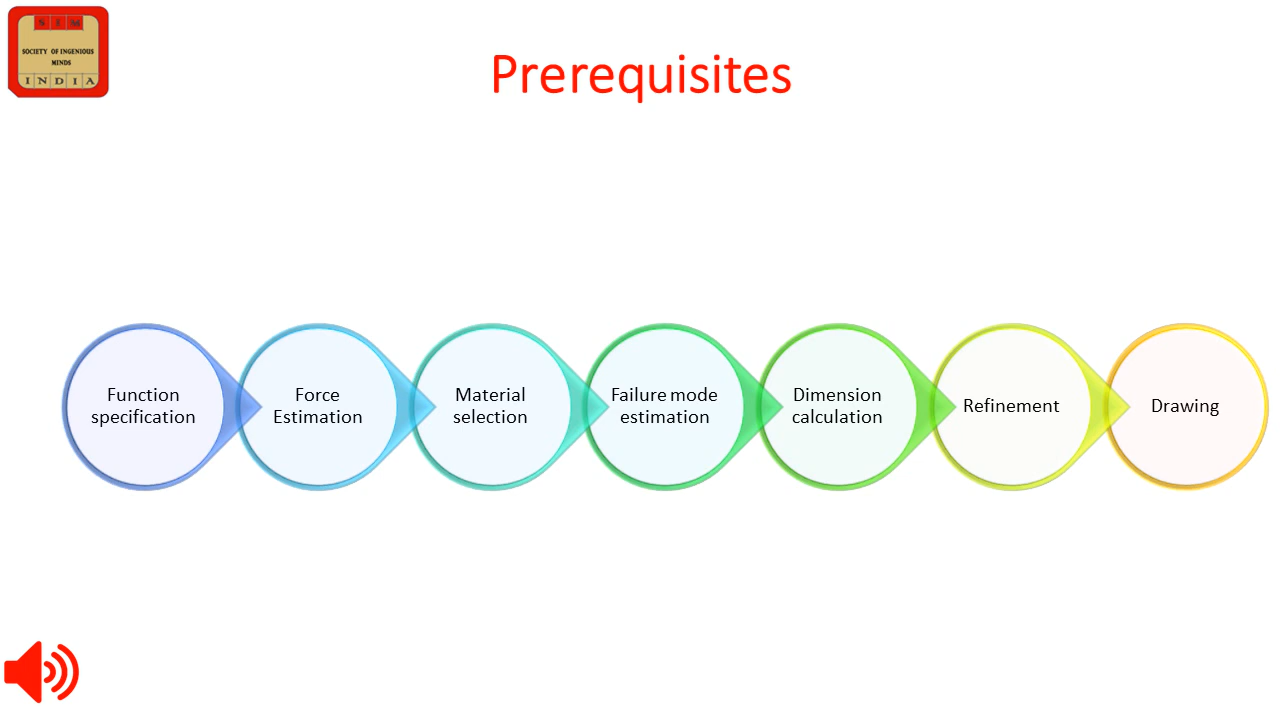 S I M
SOCIETY OF INGENIOUS
MINDS
I N D I A
Prerequisites
Function
specification
Force
Estimation
Material
selection
Failure mode
estimation
Dimension
calculation
Refinement
Drawing